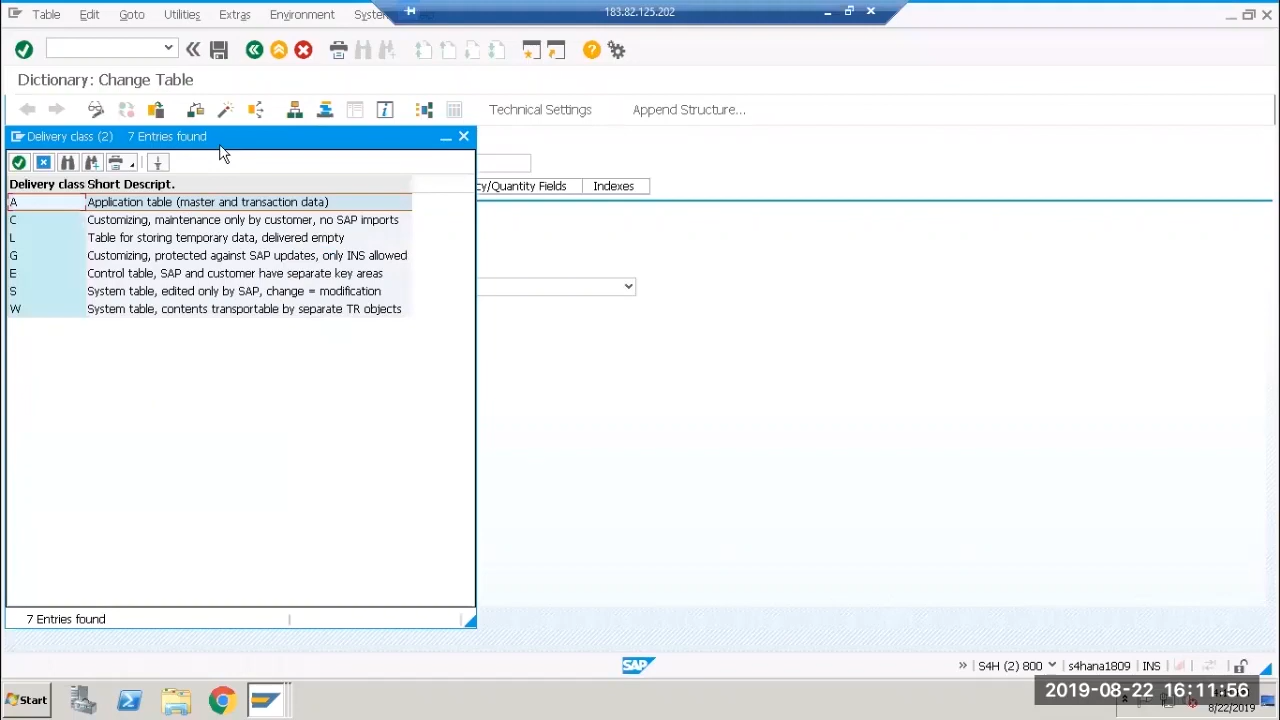 Table Edit Goto Utilities Extras Environment System
183.82.125.202
Dictionary: Change Table
Technical Settings Append Structure...
Delivery class (2) 7 Entries found
cy/Quantity Fields Indexes
Delivery class Short Descript.
A Application table (master and transaction data)
C Customizing, maintenance only by customer, no SAP imports
L Table for storing temporary data, delivered empty
G Customizing, protected against SAP updates, only INS allowed
E Control table, SAP and customer have separate key areas
S System table, edited only by SAP, change = modification
W System table, contents transportable by separate TR objects
7 Entries found
SAP
S4H (2) 800 s4hana1809 INS
Start
2019-08-22 16:11:56
8/22/2019